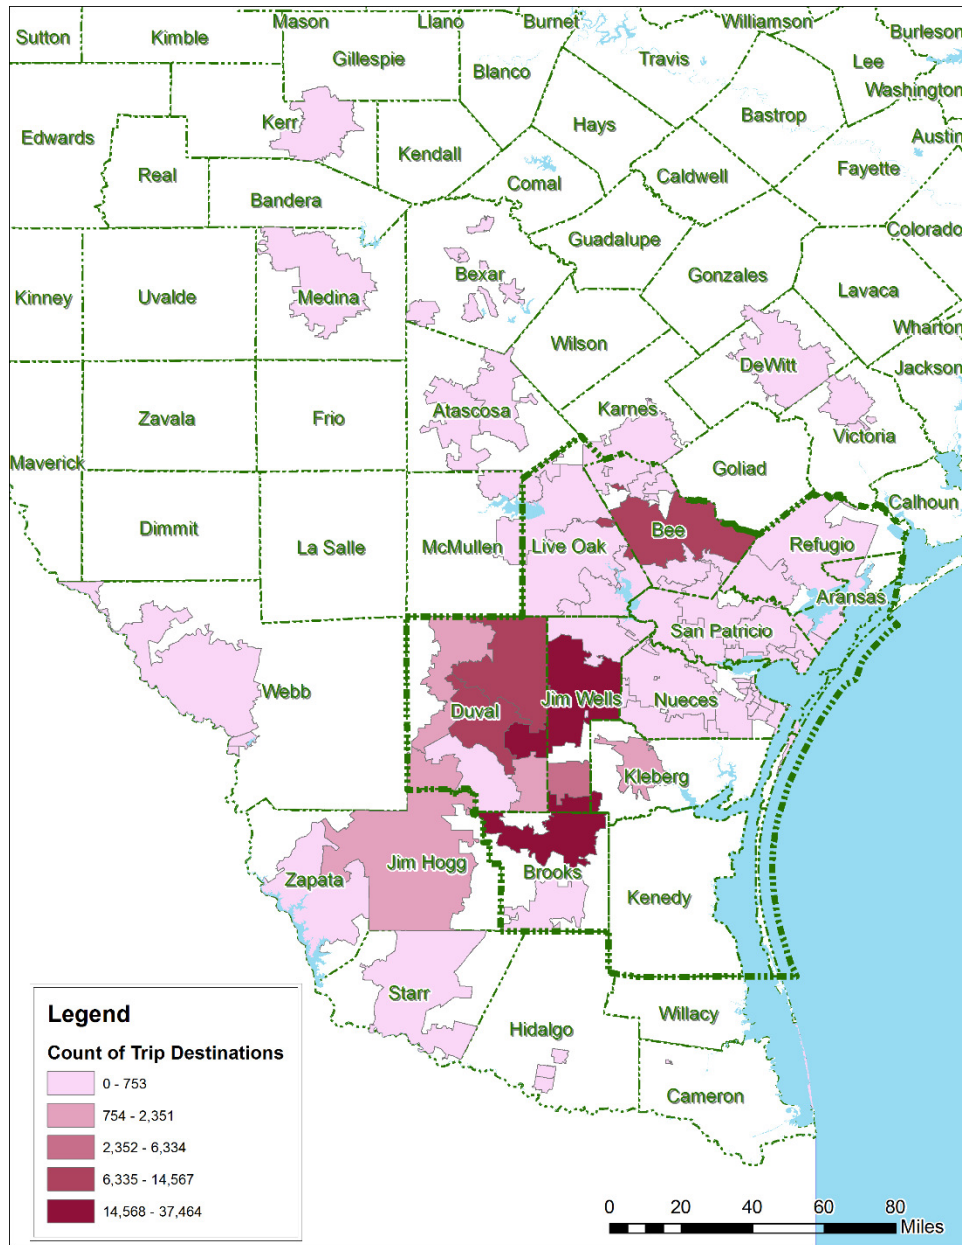 Mason Llano Burnet Williamson
Sutton Kimble Burleson
Gillespie Travis Lee
Blanco Washington
Edwards Kerr Hays Bastrop Austin
Real Kendall Comal Caldwell Fayette
Bandera Colorado
Guadalupe
Kinney Uvalde Medina Bexar Gonzales Lavaca
Wharton
Wilson
DeWitt Jackson
Zavala Frio Atascosa Karnes
Maverick Victoria
Goliad
Dimmit Calhoun
La Salle McMullen Live Oak Bee Refugio
Aransas
San Patricio
Webb Duval Jim Wells Nueces
Kleberg
Zapata Jim Hogg Brooks
Kenedy
Starr
Hidalgo Willacy
Cameron
Legend
Count of Trip Destinations
0 - 753
754 - 2,351
2,352 - 6,334
6,335 - 14,567
14,568 - 37,464
0 20 40 60 80
Miles